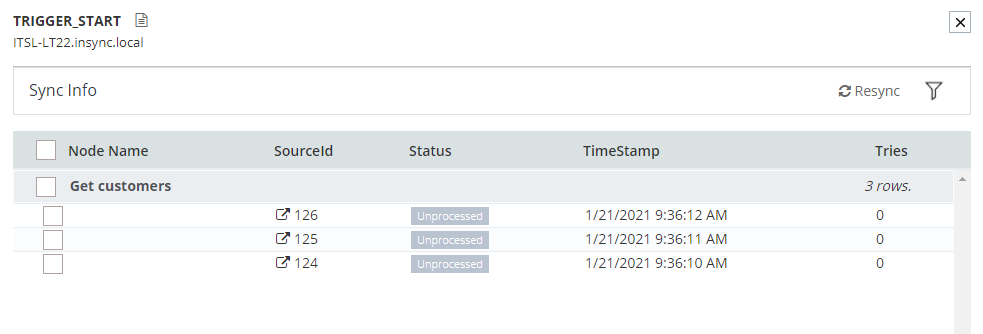 TRIGGER_START
ITSL-LT22.insync.local
Sync Info Resync
Node Name SourceId Status TimeStamp Tries
Get customers 3 rows.
126 Unprocessed 1/21/2021 9:36:12 AM 0
125 Unprocessed 1/21/2021 9:36:11 AM 0
124 Unprocessed 1/21/2021 9:36:10 AM 0